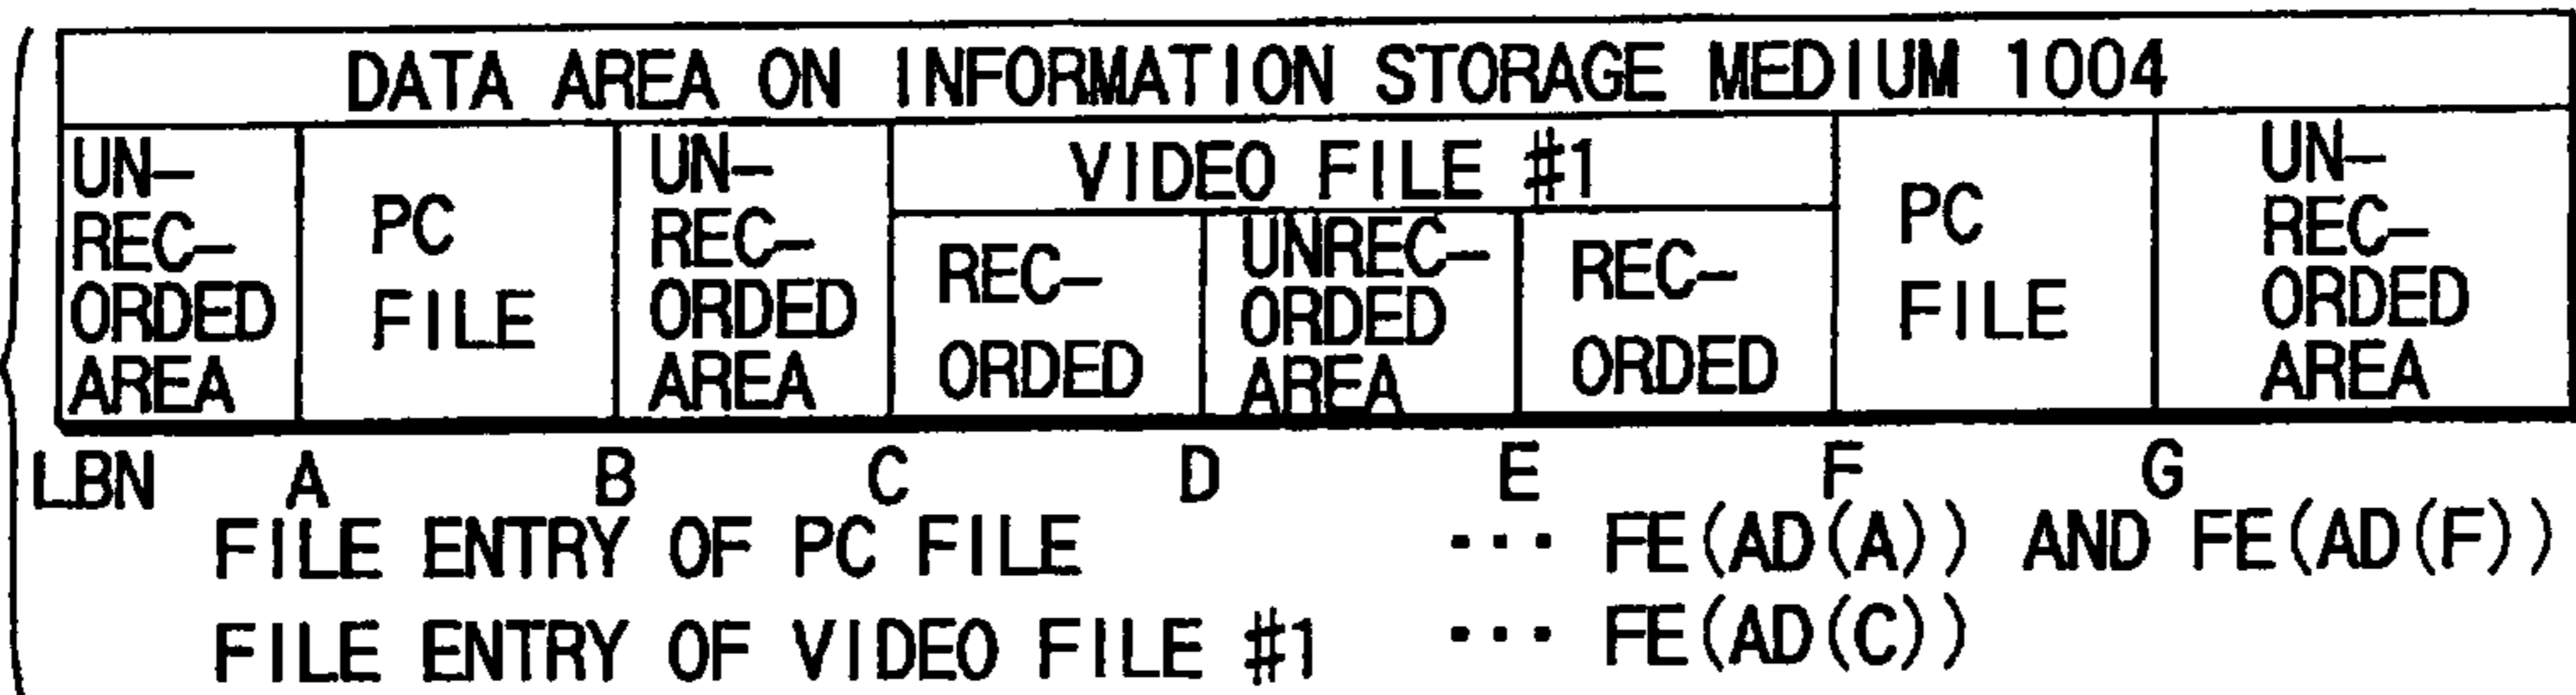 DATA AREA ON INFORMATION STORAGE MEDIUM 1004
UN-
REC-
ORDED
AREA
PC
FILE
UN-
REC-
ORDED
AREA
VIDEO FILE #1
REC-
ORDED
UNREC-
ORDED
AREA
REC-
ORDED
PC
FILE
UN-
REC-
ORDED
AREA
LBN A B C D E F G
FILE ENTRY OF PC FILE ··· FE(AD(A)) AND FE(AD(F))
FILE ENTRY OF VIDEO FILE #1 ··· FE(AD(C))